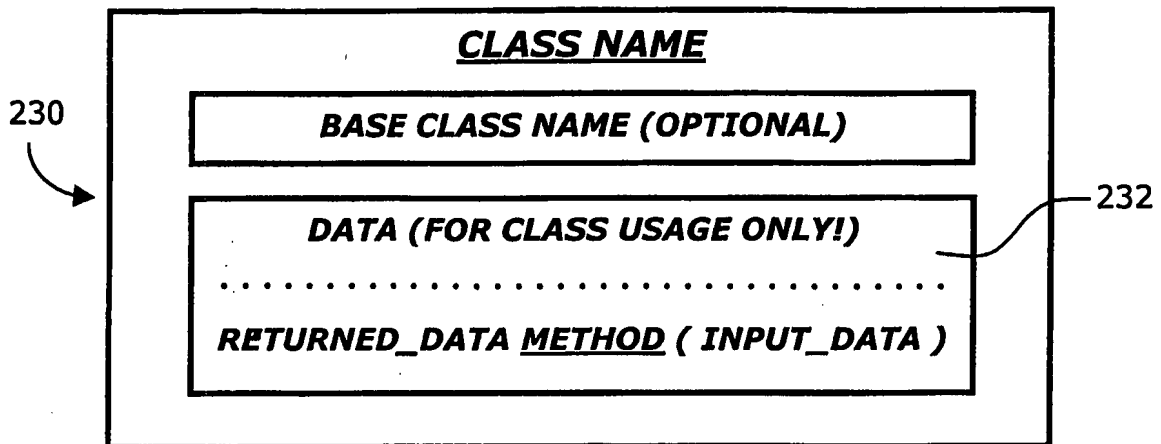 CLASS NAME
230
BASE CLASS NAME (OPTIONAL)
232
DATA (FOR CLASS USAGE ONLY!)
RETURNED_DATA METHOD ( INPUT_DATA )